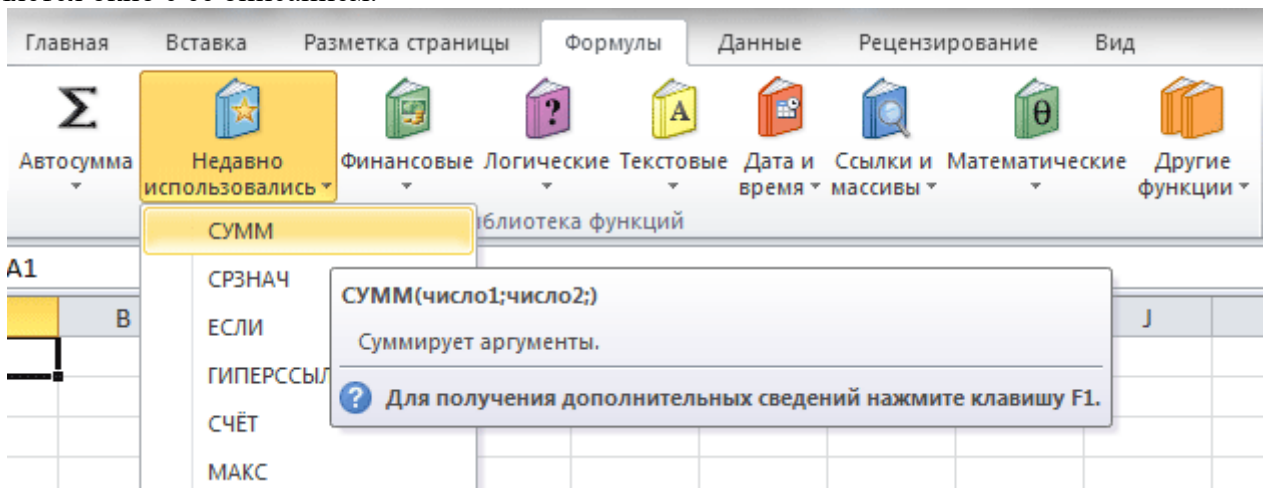 Главная Вставка Разметка страницы Формулы Данные Рецензирование Вид
Σ ? A θ
Автосумма Недавно использовались Финансовые Логические Текстовые Дата и время Ссылки и массивы Математические Другие функции
блиотека функций
СУММ
A1
СРЗНАЧ
СУММ(число1;число2;)
B
J
ЕСЛИ
Суммирует аргументы.
ГИПЕРССЫЛ
? Для получения дополнительных сведений нажмите клавишу F1.
СЧЁТ
МАКС